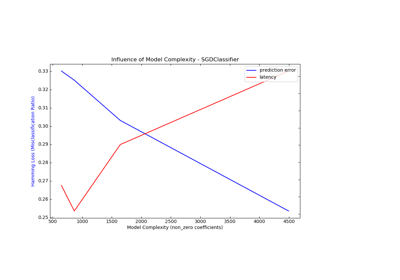 Influence of Model Complexity - SGDClassifier
prediction error
latency
Hamming Loss (Misclassification Ratio)
0.33
0.32
0.31
0.30
0.29
0.28
0.27
0.26
0.25
500 1000 1500 2000 2500 3000 3500 4000 4500
Model Complexity (non_zero coefficients)